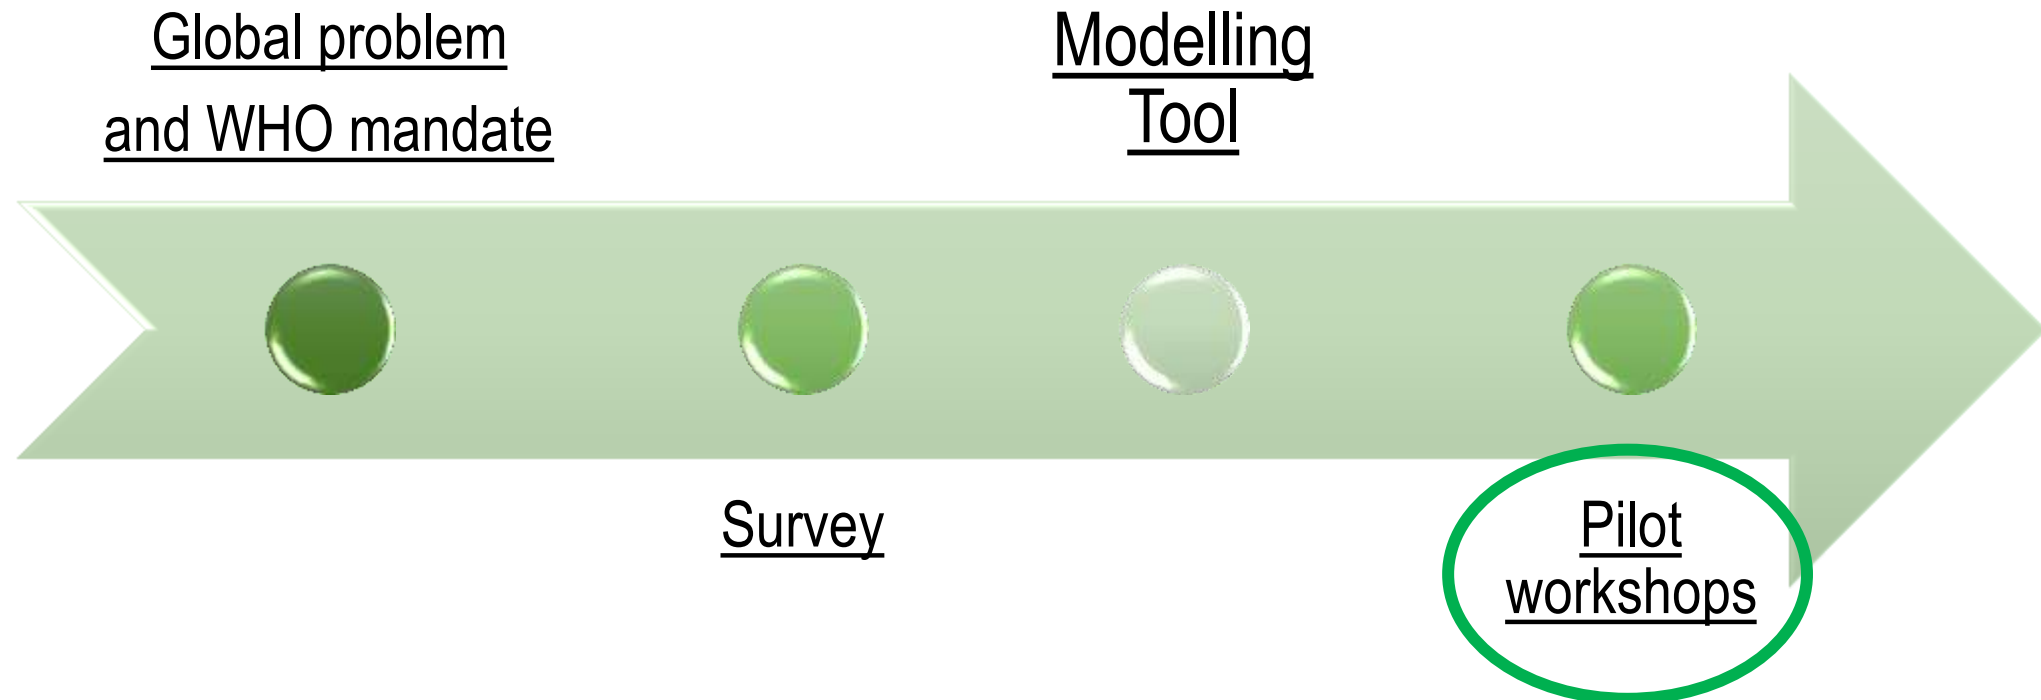 Global problem
and WHO mandate
Modelling
Tool
Survey
Pilot
workshops